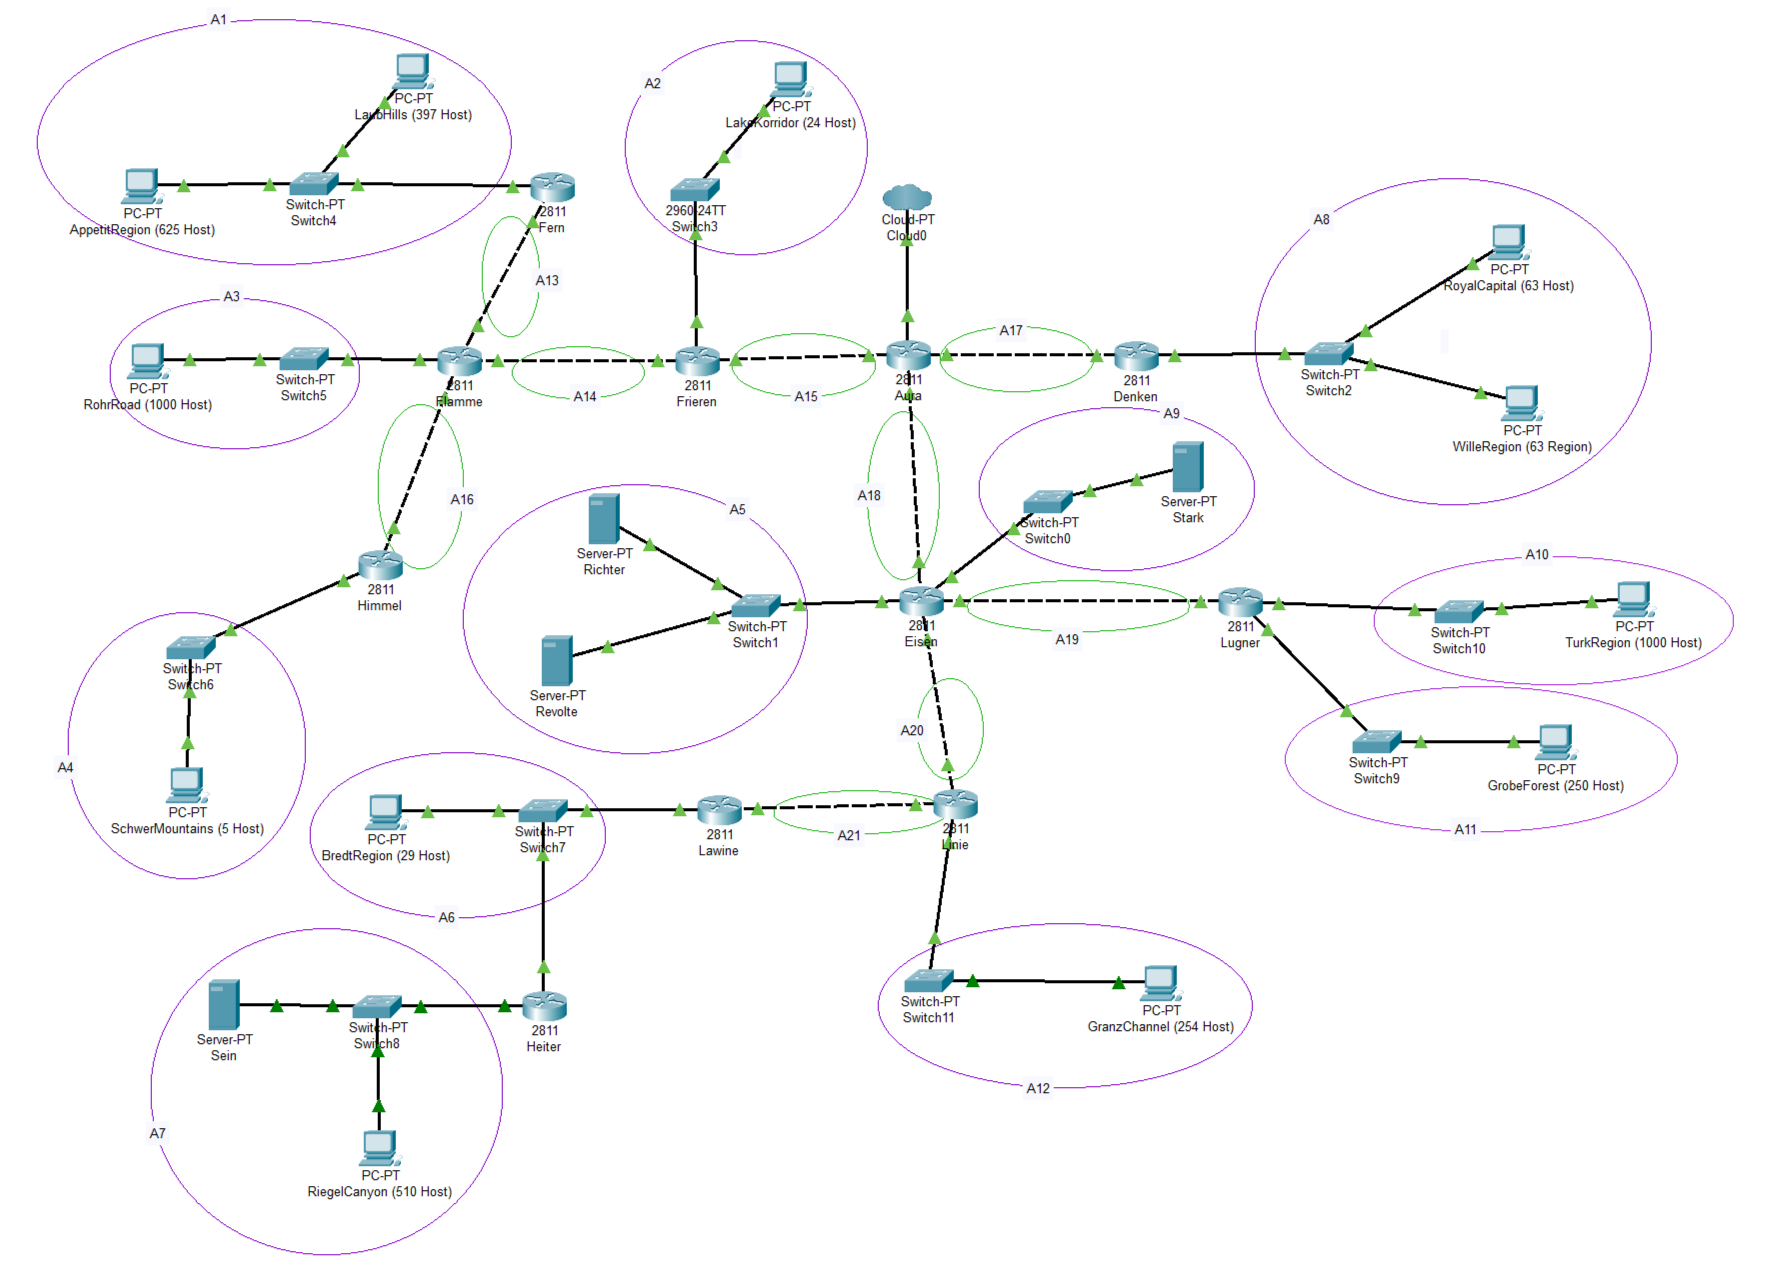 A1
PC-PT
LaubHills (397 Host)
PC-PT
AppetitRegion (625 Host)
Switch-PT
Switch4
2811
Fern
A2
PC-PT
LakeKorridor (24 Host)
2960-24TT
Switch3
Cloud-PT
Cloud0
A8
PC-PT
RoyalCapital (63 Host)
Switch-PT
Switch2
PC-PT
WilleRegion (63 Region)
A13
A3
PC-PT
RohrRoad (1000 Host)
Switch-PT
Switch5
2811
Flamme
A14
2811
Frieren
A15
2811
Aura
A17
2811
Denken
A16
A18
A9
Server-PT
Stark
Switch-PT
Switch0
A5
Server-PT
Richter
Server-PT
Revolte
Switch-PT
Switch1
2811
Himmel
2811
Eisen
A19
2811
Lugner
A10
Switch-PT
Switch10
PC-PT
TurkRegion (1000 Host)
Switch-PT
Switch6
A4
PC-PT
SchwerMountains (5 Host)
A20
Switch-PT
Switch9
PC-PT
GrobeForest (250 Host)
A11
PC-PT
BredtRegion (29 Host)
Switch-PT
Switch7
2811
Lawine
A21
2811
Linie
A6
Server-PT
Sein
Switch-PT
Switch8
2811
Heiter
Switch-PT
Switch11
PC-PT
GranzChannel (254 Host)
A12
A7
PC-PT
RiegelCanyon (510 Host)